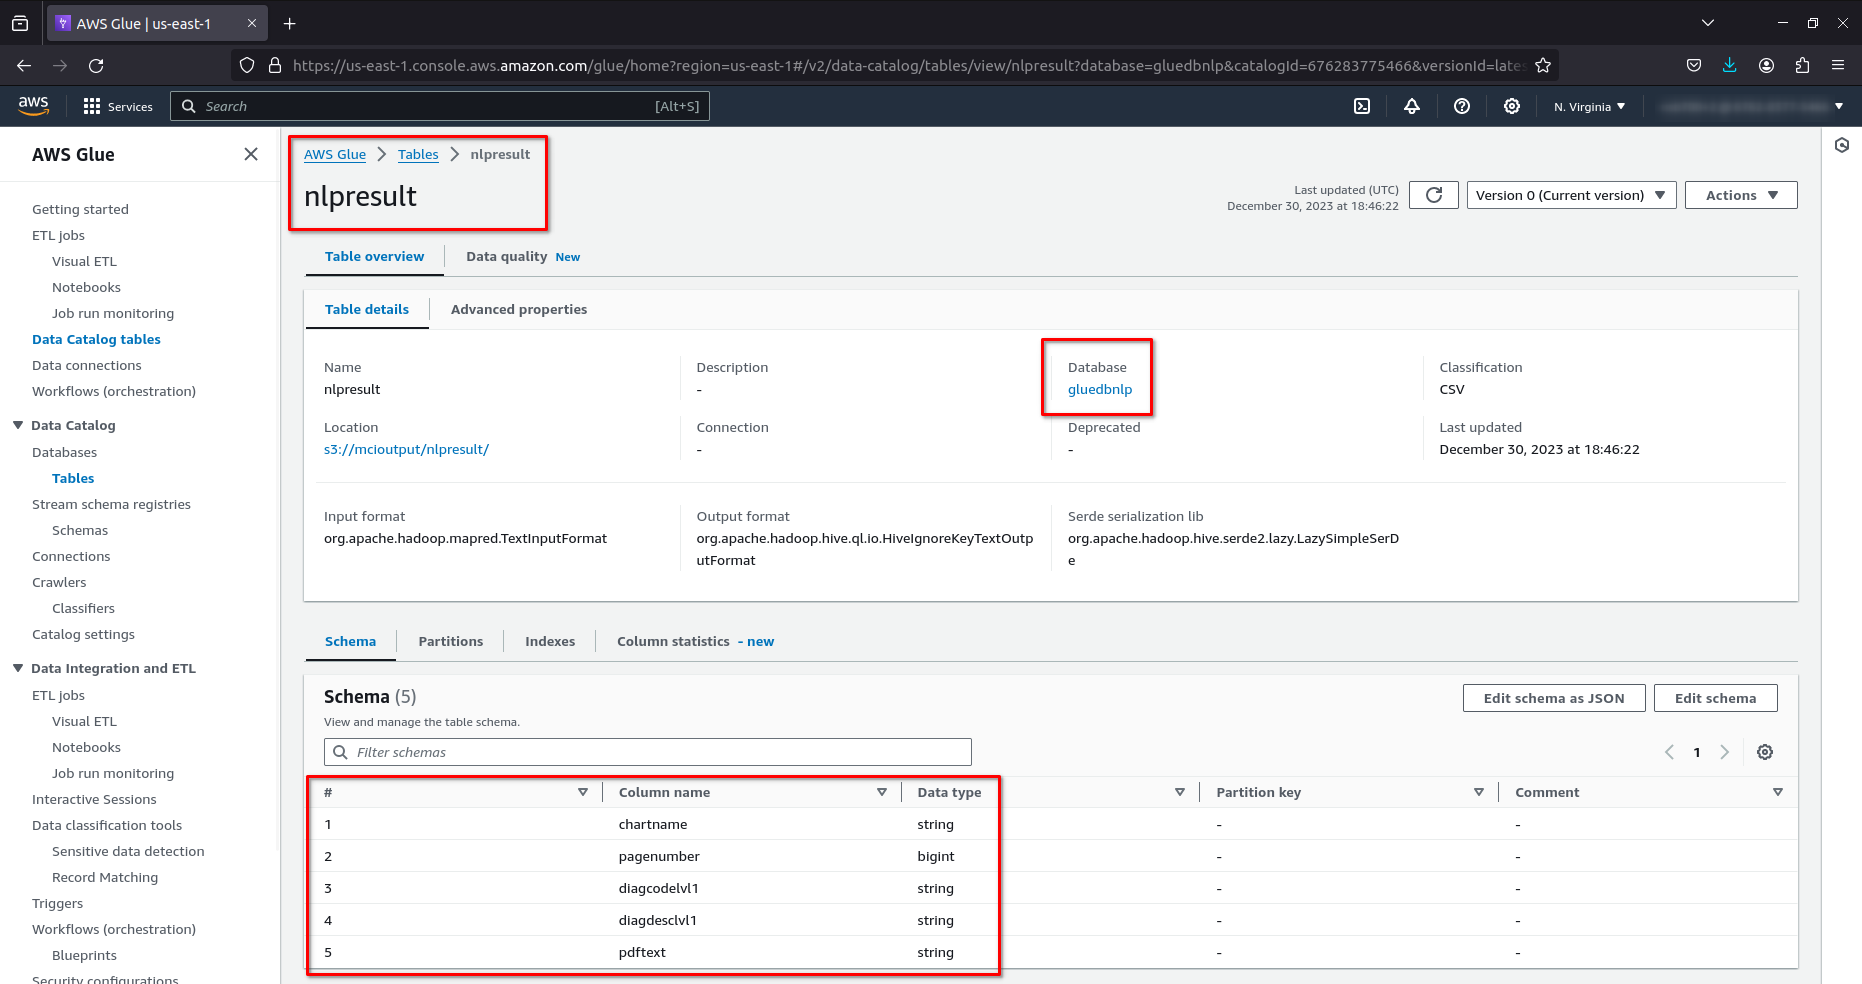 AWS Glue | us-east-1
https://us-east-1.console.aws.amazon.com/glue/home?region=us-east-1#/v2/data-catalog/tables/view/nlpresult?database=gluedbnlp&catalogId=676283775466&versionId=late
aws
Services
Search
[Alt+S]
N. Virginia
AWS Glue
Getting started
ETL jobs
Visual ETL
Notebooks
Job run monitoring
Data Catalog tables
Data connections
Workflows (orchestration)
Data Catalog
Databases
Tables
Stream schema registries
Schemas
Connections
Crawlers
Classifiers
Catalog settings
Data Integration and ETL
ETL jobs
Visual ETL
Notebooks
Job run monitoring
Interactive Sessions
Data classification tools
Sensitive data detection
Record Matching
Triggers
Workflows (orchestration)
Blueprints
Security configurations
AWS Glue > Tables > nlpresult
nlpresult
Last updated (UTC)
December 30, 2023 at 18:46:22
Version 0 (Current version)
Actions
Table overview
Data quality New
Table details
Advanced properties
Name
nlpresult
Description
-
Database
gluedbnlp
Classification
CSV
Location
s3://mcioutput/nlpresult/
Connection
-
Deprecated
-
Last updated
December 30, 2023 at 18:46:22
Input format
org.apache.hadoop.mapred.TextInputFormat
Output format
org.apache.hadoop.hive.ql.io.HiveIgnoreKeyTextOutp
utFormat
Serde serialization lib
org.apache.hadoop.hive.serde2.lazy.LazySimpleSerD
e
Schema
Partitions
Indexes
Column statistics - new
Schema (5)
View and manage the table schema.
Edit schema as JSON
Edit schema
Filter schemas
1
# Column name Data type Partition key Comment
1 chartname string - -
2 pagenumber bigint - -
3 diagcodelvl1 string - -
4 diagdesclvl1 string - -
5 pdftext string - -